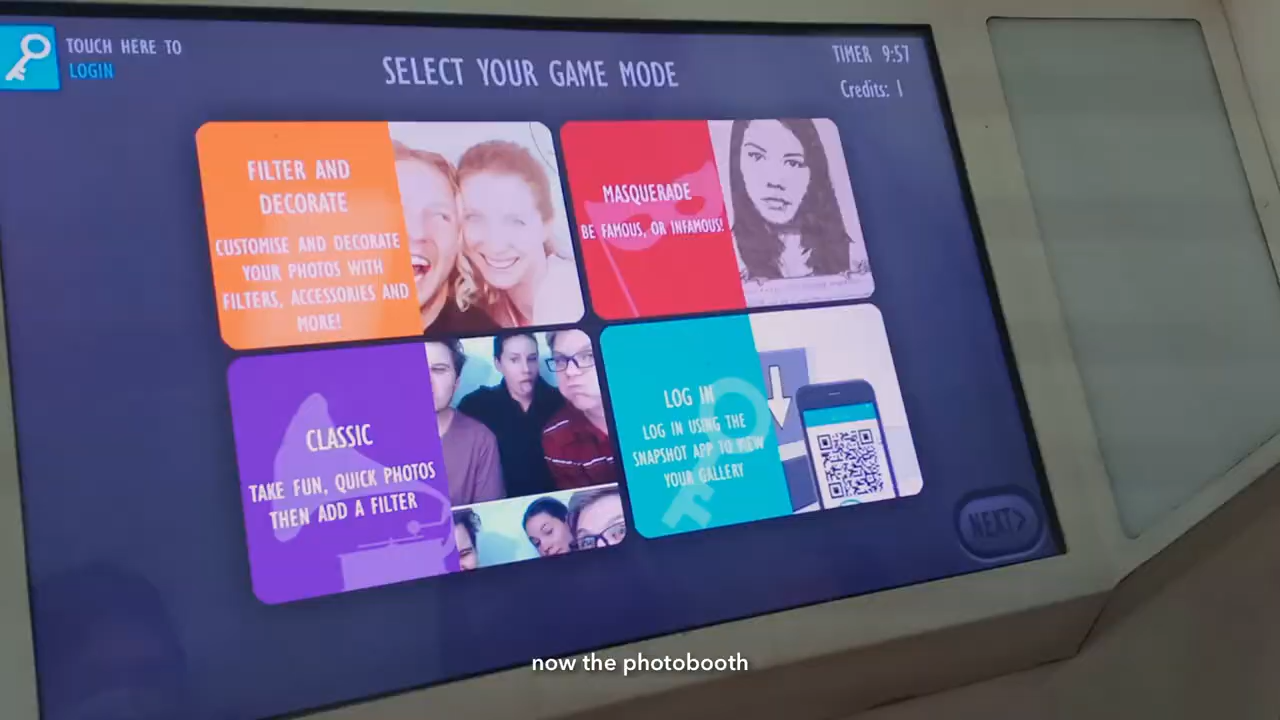 TOUCH HERE TO
LOGIN
SELECT YOUR GAME MODE
TIMER 9:57
Credits: 1
FILTER AND
DECORATE
CUSTOMISE AND DECORATE
YOUR PHOTOS WITH
FILTERS, ACCESSORIES AND
MORE!
MASQUERADE
BE FAMOUS, OR INFAMOUS!
CLASSIC
TAKE FUN, QUICK PHOTOS
THEN ADD A FILTER
LOG IN
LOG IN USING THE
SNAPSHOT APP TO VIEW
YOUR GALLERY
NEXT>
now the photobooth